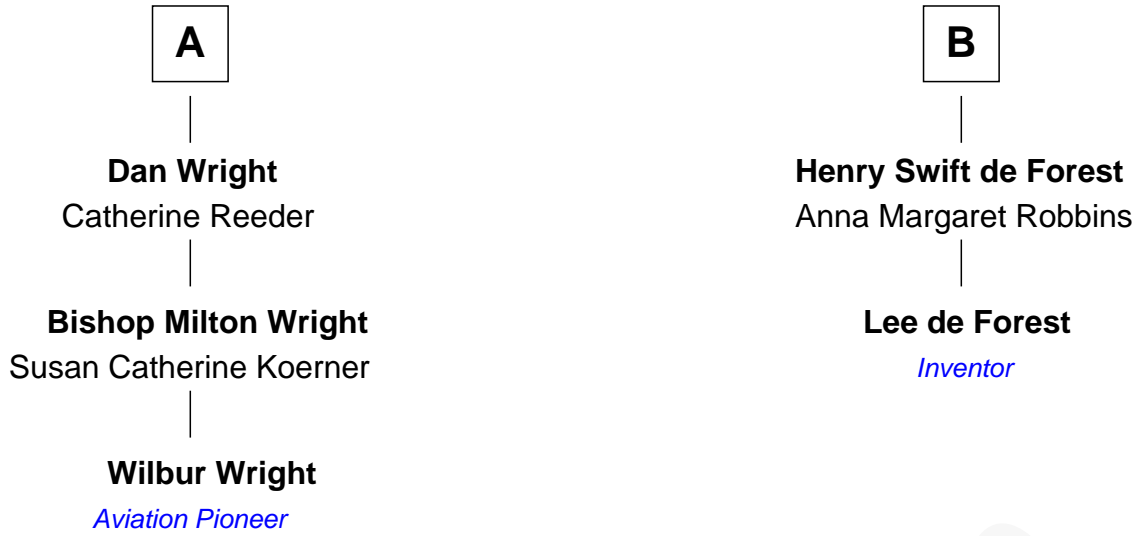 A
Dan Wright
Catherine Reeder
Bishop Milton Wright
Susan Catherine Koerner
Wilbur Wright
Aviation Pioneer
B
Henry Swift de Forest
Anna Margaret Robbins
Lee de Forest
Inventor